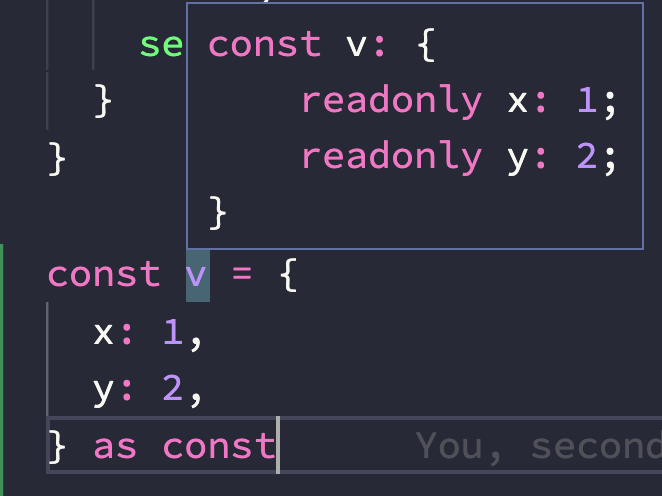 se
}
}
const v: {
readonly x: 1;
readonly y: 2;
}
const v = {
x: 1,
y: 2,
} as const You, second